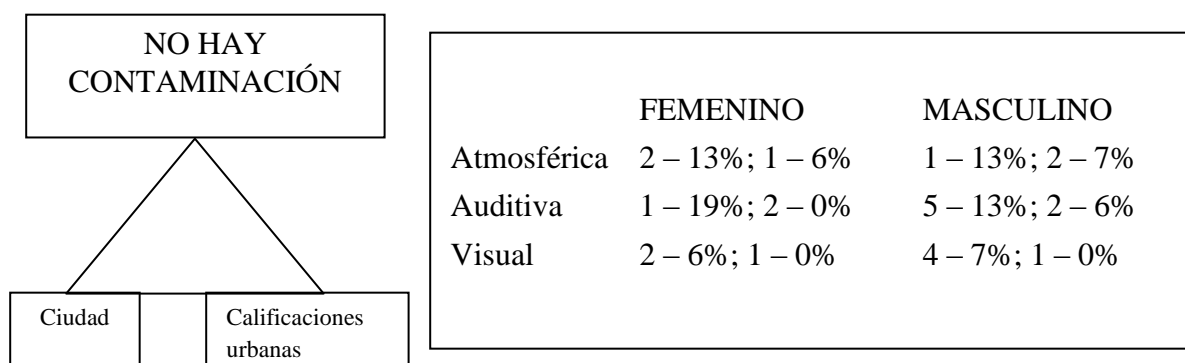 NO HAY
CONTAMINACIÓN
Ciudad
Calificaciones
urbanas
FEMENINO MASCULINO
Atmosférica 2 – 13%; 1 – 6% 1 – 13%; 2 – 7%
Auditiva 1 – 19%; 2 – 0% 5 – 13%; 2 – 6%
Visual 2 – 6%; 1 – 0% 4 – 7%; 1 – 0%